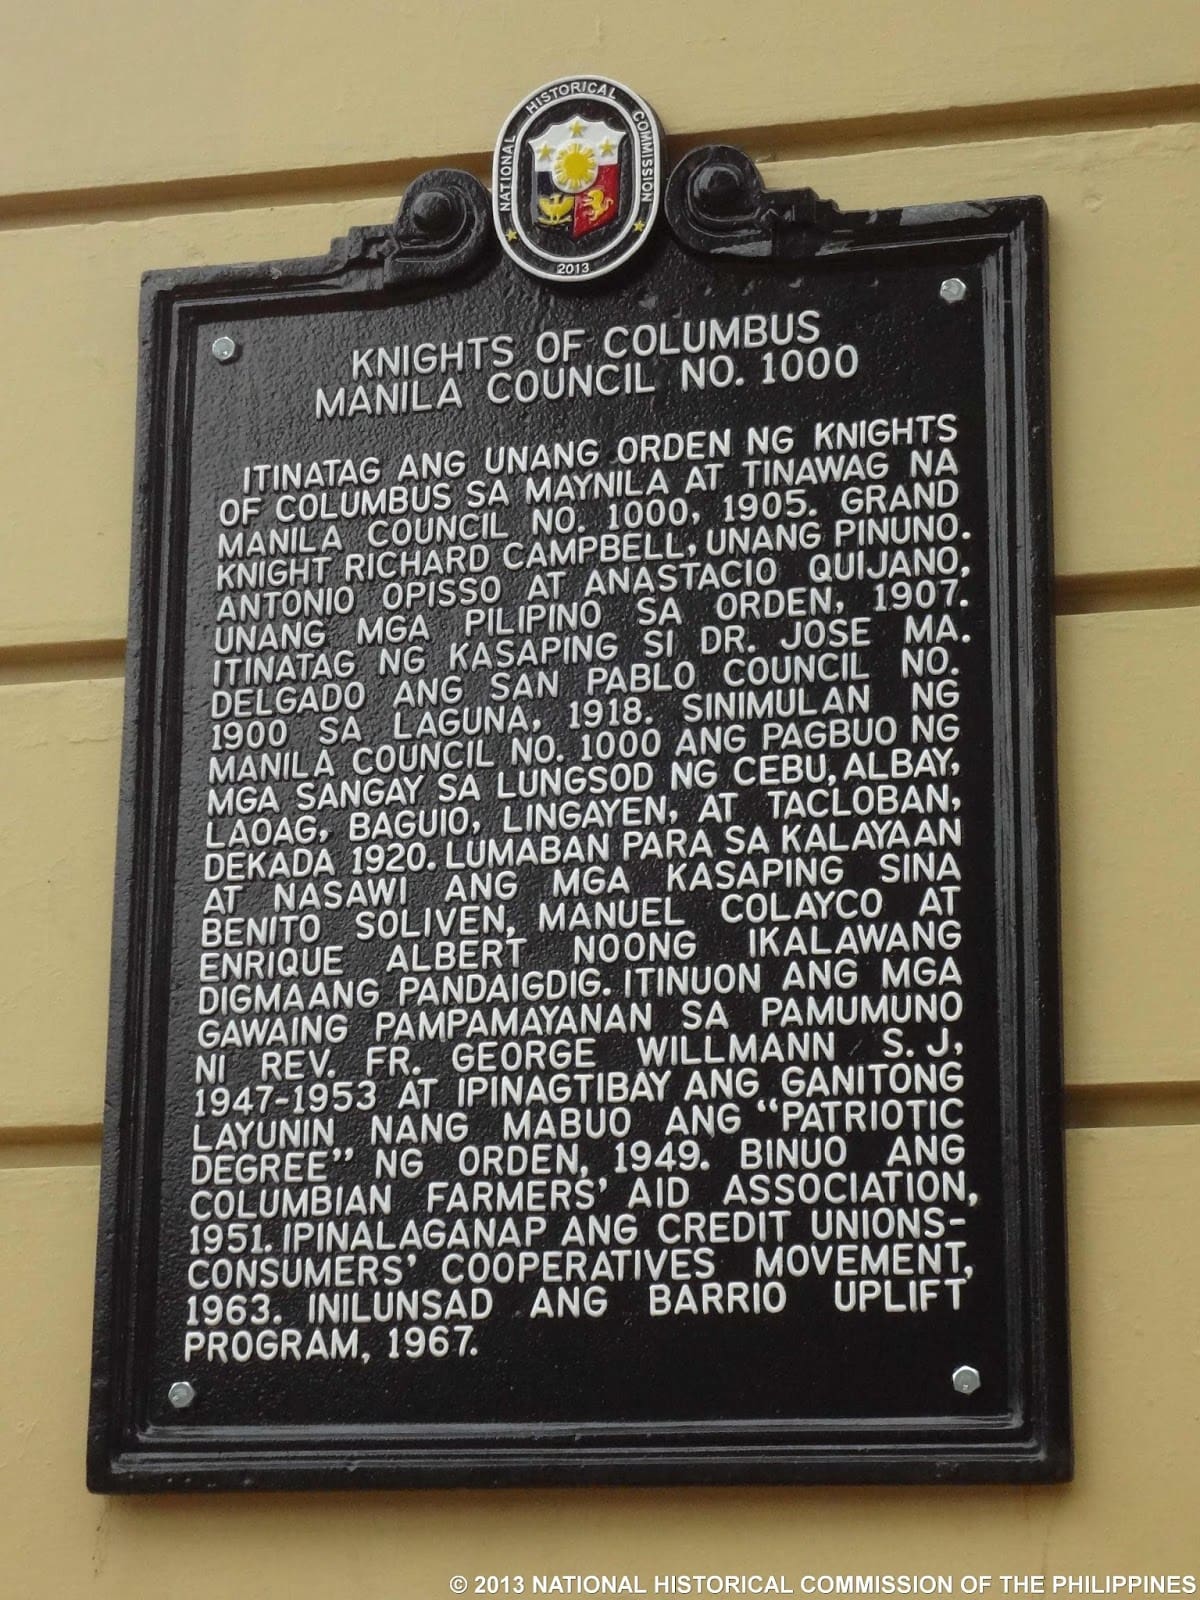 NATIONAL HISTORICAL COMMISSION
2013
KNIGHTS OF COLUMBUS
MANILA COUNCIL NO. 1000
ITINATAG ANG UNANG ORDEN NG KNIGHTS
OF COLUMBUS SA MAYNILA AT TINAWAG NA
MANILA COUNCIL NO. 1000, 1905. GRAND
KNIGHT RICHARD CAMPBELL, UNANG PINUNO.
ANTONIO OPISSO AT ANASTACIO QUIJANO,
UNANG MGA PILIPINO SA ORDEN, 1907.
ITINATAG NG KASAPING SI DR. JOSE MA.
DELGADO ANG SAN PABLO COUNCIL NO.
1900 SA LAGUNA, 1918. SINIMULAN NG
MANILA COUNCIL NO. 1000 ANG PAGBUO NG
MGA SANGAY SA LUNGSOD NG CEBU, ALBAY,
LAOAG, BAGUIO, LINGAYEN, AT TACLOBAN,
DEKADA 1920. LUMABAN PARA SA KALAYAAN
AT NASAWI ANG MGA KASAPING SINA
BENITO SOLIVEN, MANUEL COLAYCO AT
ENRIQUE ALBERT NOONG IKALAWANG
DIGMAANG PANDAIGDIG. ITINUON ANG MGA
GAWAING PAMPAMAYANAN SA PAMUMUNO
NI REV. FR. GEORGE WILLMANN S.J,
1947-1953 AT IPINAGTIBAY ANG GANITONG
LAYUNIN NANG MABUO ANG “PATRIOTIC
DEGREE” NG ORDEN, 1949. BINUO ANG
COLUMBIAN FARMERS’ AID ASSOCIATION,
1951. IPINALAGANAP ANG CREDIT UNIONS-
CONSUMERS’ COOPERATIVES MOVEMENT,
1963. INILUNSAD ANG BARRIO UPLIFT
PROGRAM, 1967.
© 2013 NATIONAL HISTORICAL COMMISSION OF THE PHILIPPINES